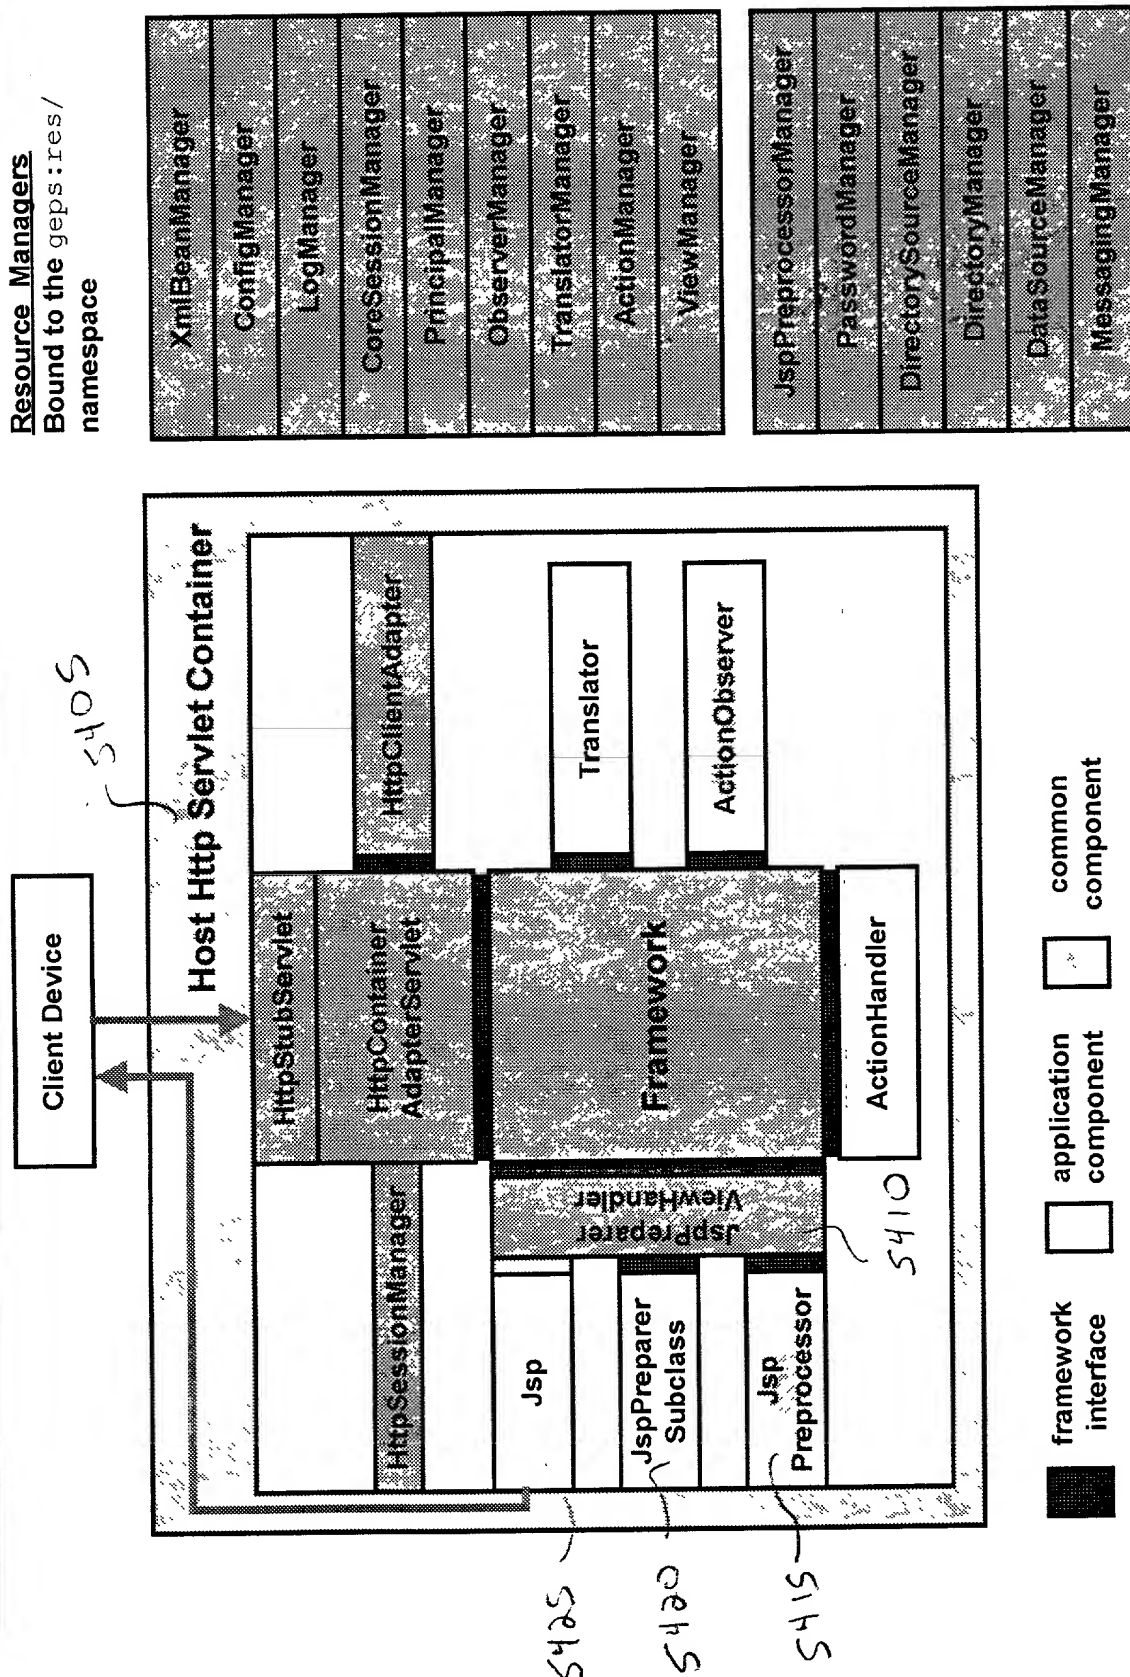 Resource Managers
Bound to the geps:res/
namespace
XmlBeanManager
ConfigManager
LogManager
CoreSessionManager
PrincipalManager
ObserverManager
TranslatorManager
ActionManager
ViewManager
JspPreprocessorManager
PasswordManager
DirectorySourceManager
DirectoryManager
DataSourceManager
MessagingManager
5405
Client Device
Host Http Servlet Container
HttpStubServlet
HttpContainer
AdapterServlet
HttpClientAdapter
HttpSessionManager
Framework
Translator
ActionObserver
ActionHandler
JspPreparer
ViewHandler
5410
Jsp
JspPreparer
Subclass
Jsp
Preprocessor
5425
5420
5415
framework
interface
application
component
common
component